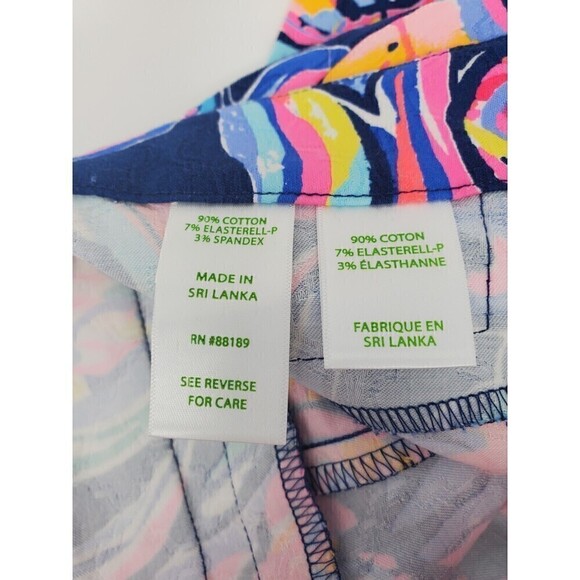 90% COTTON
7% ELASTERELL-P
3% SPANDEX
MADE IN
SRI LANKA
RN #88189
SEE REVERSE
FOR CARE
90% COTON
7% ELASTERELL-P
3% ÉLASTHANNE
FABRIQUE EN
SRI LANKA